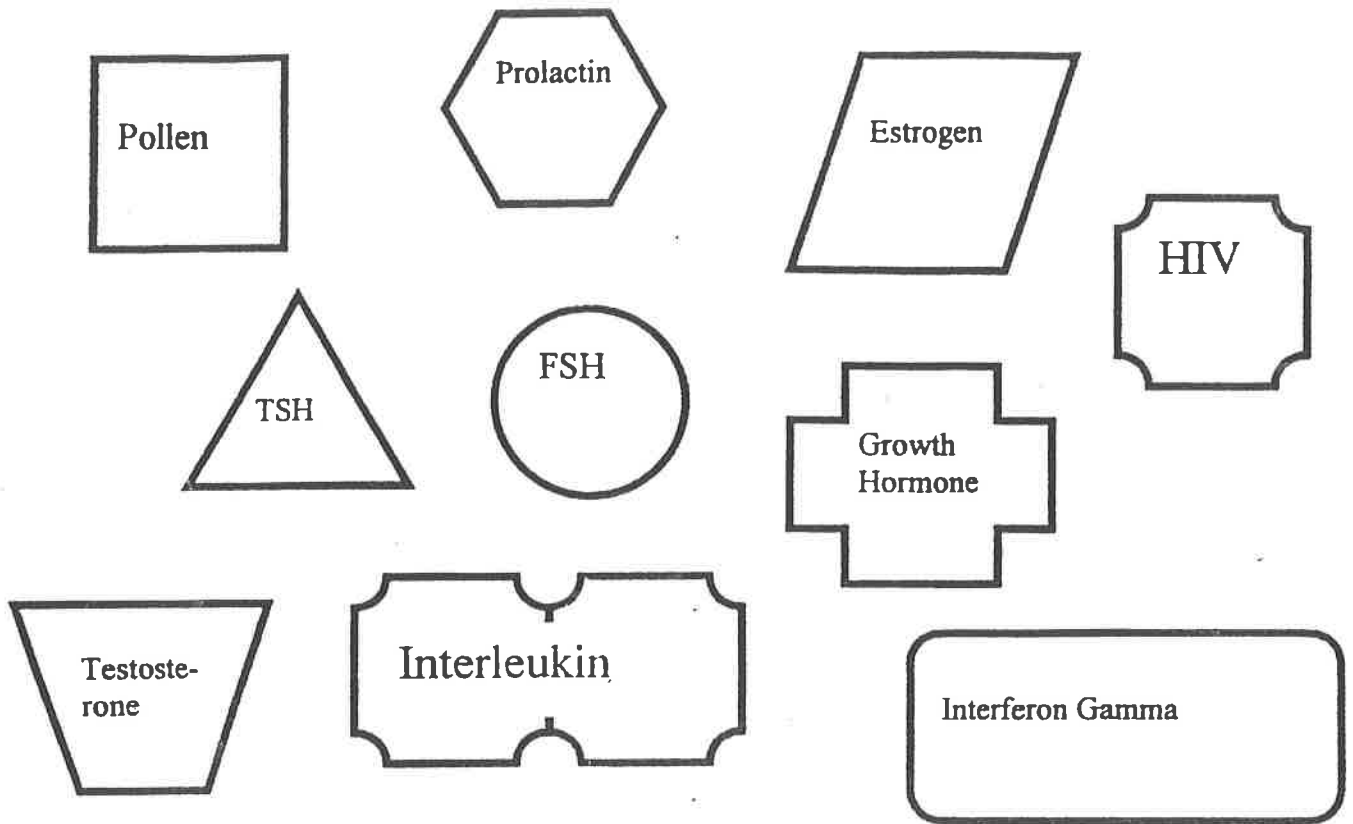 Pollen
Prolactin
Estrogen
HIV
TSH
FSH
Growth
Hormone
Testoste-
rone
Interleukin
Interferon Gamma